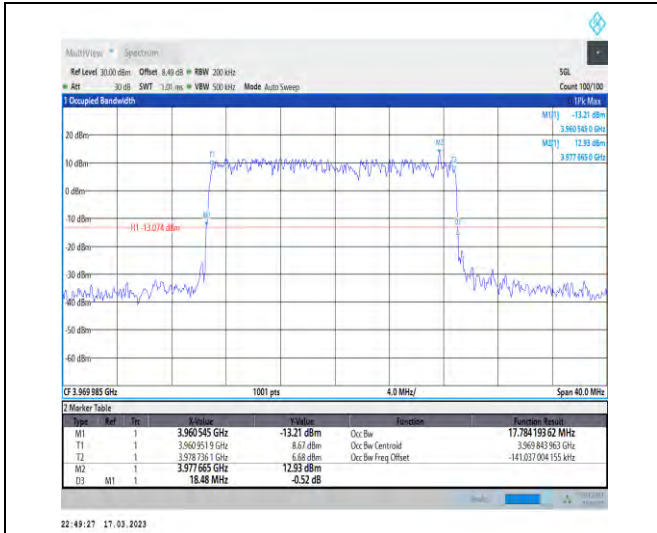 MultiView Spectrum
Ref Level 30.00 dBm Offset 8.49 dB RBW 200 kHz SGL
Att 30 dB SWT 1.01 ms VBW 500 kHz Mode Auto Sweep Count 100/100
1 Occupied Bandwidth 1Pk Max
M1[1] -13.21 dBm
3.960 545 0 GHz
M2[1] 12.93 dBm
3.977 665 0 GHz
20 dBm
10 dBm
0 dBm
-10 dBm
H1 -13.074 dBm
-20 dBm
-30 dBm
-40 dBm
-50 dBm
-60 dBm
T1
M2
T2
M1
D3
CF 3.969 985 GHz 1001 pts 4.0 MHz/ Span 40.0 MHz
2 Marker Table
Type Ref Trc X-Value Y-Value Function Function Result
M1 1 3.960 545 GHz -13.21 dBm Occ Bw 17.784 193 62 MHz
T1 1 3.960 951 9 GHz 8.67 dBm Occ Bw Centroid 3.969 843 963 GHz
T2 1 3.978 736 1 GHz 6.68 dBm Occ Bw Freq Offset -141.037 004 155 kHz
M2 1 3.977 665 GHz 12.93 dBm
D3 M1 1 18.48 MHz -0.52 dB
22:49:27 17.03.2023